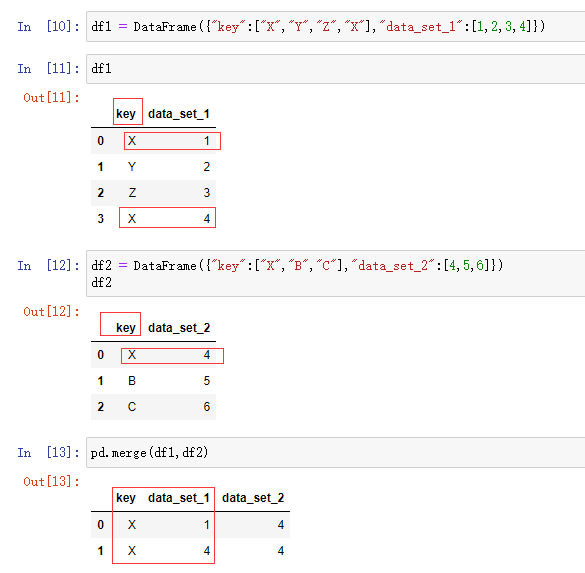 In [10]: df1 = DataFrame({"key":["X","Y","Z","X"],"data_set_1":[1,2,3,4]})
In [11]: df1
Out[11]:
key data_set_1
0 X 1
1 Y 2
2 Z 3
3 X 4
In [12]: df2 = DataFrame({"key":["X","B","C"],"data_set_2":[4,5,6]})
df2
Out[12]:
key data_set_2
0 X 4
1 B 5
2 C 6
In [13]: pd.merge(df1,df2)
Out[13]:
key data_set_1 data_set_2
0 X 1 4
1 X 4 4